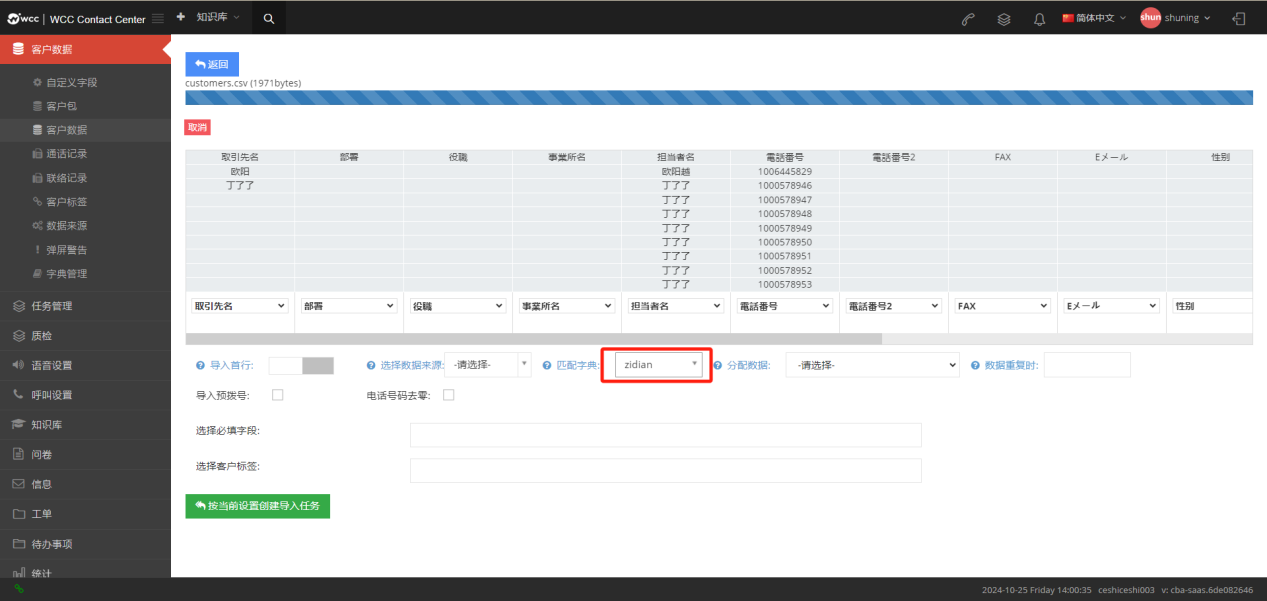 wcc | WCC Contact Center
知识库
简体中文
shun
shuning
客户数据
自定义字段
客户包
客户数据
通话记录
联络记录
客户标签
数据来源
弹屏警告
字典管理
任务管理
质检
语音设置
呼叫设置
知识库
问卷
信息
工单
待办事项
统计
返回
customers.csv (1971bytes)
取消
取引先名 部署 役職 事業所名 担当者名 電話番号 電話番号2 FAX Eメール 性別
欧阳 欧阳越 1006445829
丁了了 丁了了 1000578946
丁了了 1000578947
丁了了 1000578948
丁了了 1000578949
丁了了 1000578950
丁了了 1000578951
丁了了 1000578952
丁了了 1000578953
取引先名 部署 役職 事業所名 担当者名 電話番号 電話番号2 FAX Eメール 性別
导入首行: 选择数据来源: -请选择- 匹配字典: zidian 分配数据: -请选择- 数据重复时:
导入预拨号: 电话号码去零:
选择必填字段:
选择客户标签:
按当前设置创建导入任务
2024-10-25 Friday 14:00:35 ceshiceshi003 v: cba-saas.6de082646